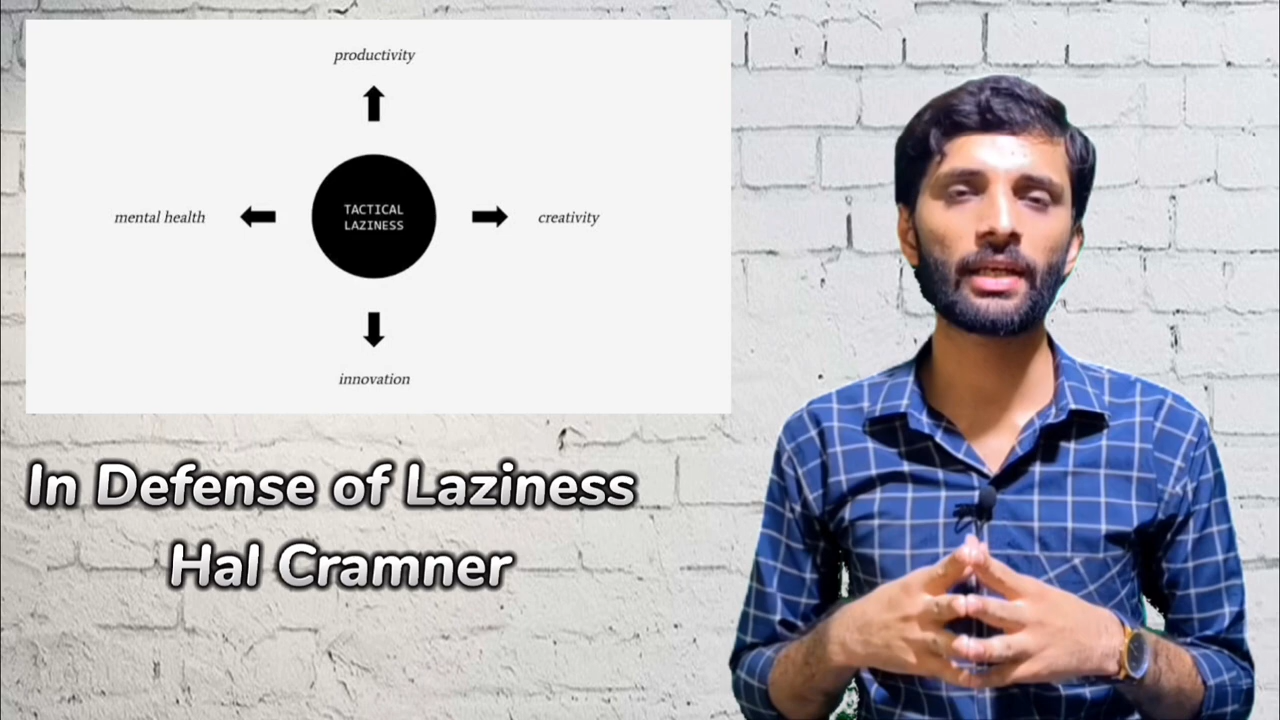 productivity
mental health
TACTICAL
LAZINESS
creativity
innovation
In Defense of Laziness
Hal Cramner